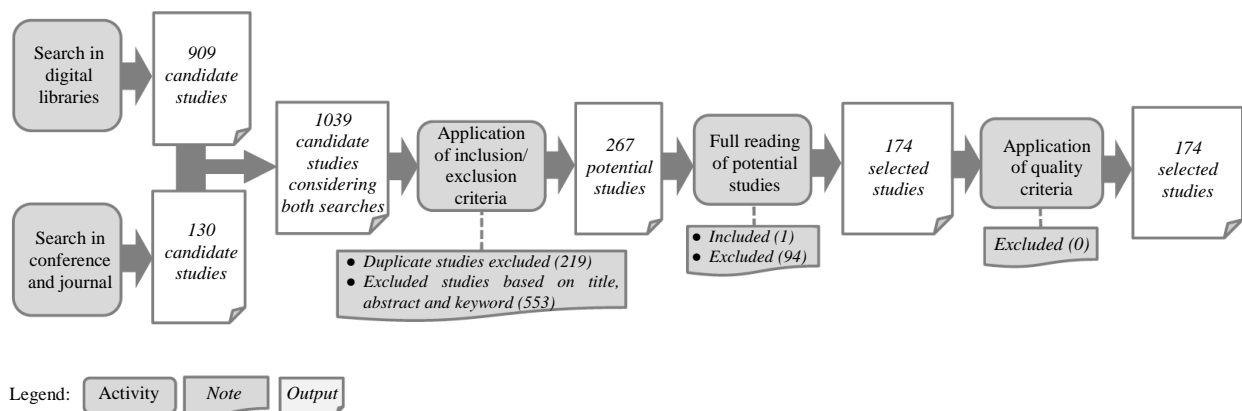 Search in
digital
libraries
909
candidate
studies
Search in
conference
and journal
130
candidate
studies
1039
candidate
studies
considering
both searches
Application
of inclusion/
exclusion
criteria
● Duplicate studies excluded (219)
● Excluded studies based on title,
abstract and keyword (553)
267
potential
studies
Full reading
of potential
studies
● Included (1)
● Excluded (94)
174
selected
studies
Application
of quality
criteria
Excluded (0)
174
selected
studies
Legend: Activity Note Output